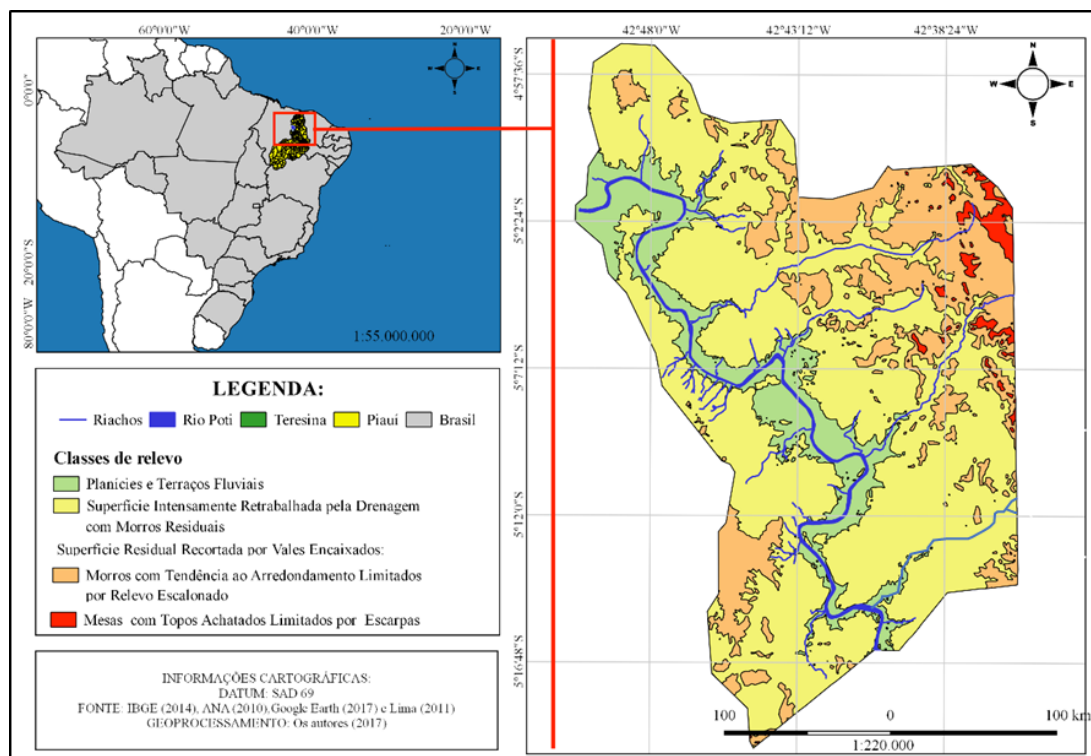 60°0'0"W 40°0'0"W 20°0'0"W
0°0'0"
20°0'0"S
80°0'0"W
N
W E
S
1:55.000.000
LEGENDA:
Riachos Rio Poti Teresina Piauí Brasil
Classes de relevo
Planícies e Terraços Fluviais
Superfície Intensamente Retrabalhada pela Drenagem
com Morros Residuais
Superfície Residual Recortada por Vales Encaixados:
Morros com Tendência ao Arredondamento Limitados
por Relevo Escalonado
Mesas com Topos Achatados Limitados por Escarpas
INFORMAÇÕES CARTOGRÁFICAS:
DATUM: SAD 69
FONTE: IBGE (2014), ANA (2010),Google Earth (2017) e Lima (2011)
GEOPROCESSAMENTO: Os autores (2017)
42°48'0"W 42°43'12"W 42°38'24"W
4°57'36"S
5°2'24"S
5°7'12"S
5°12'0"S
5°16'48"S
N
W E
S
100 0 100 km
1:220.000